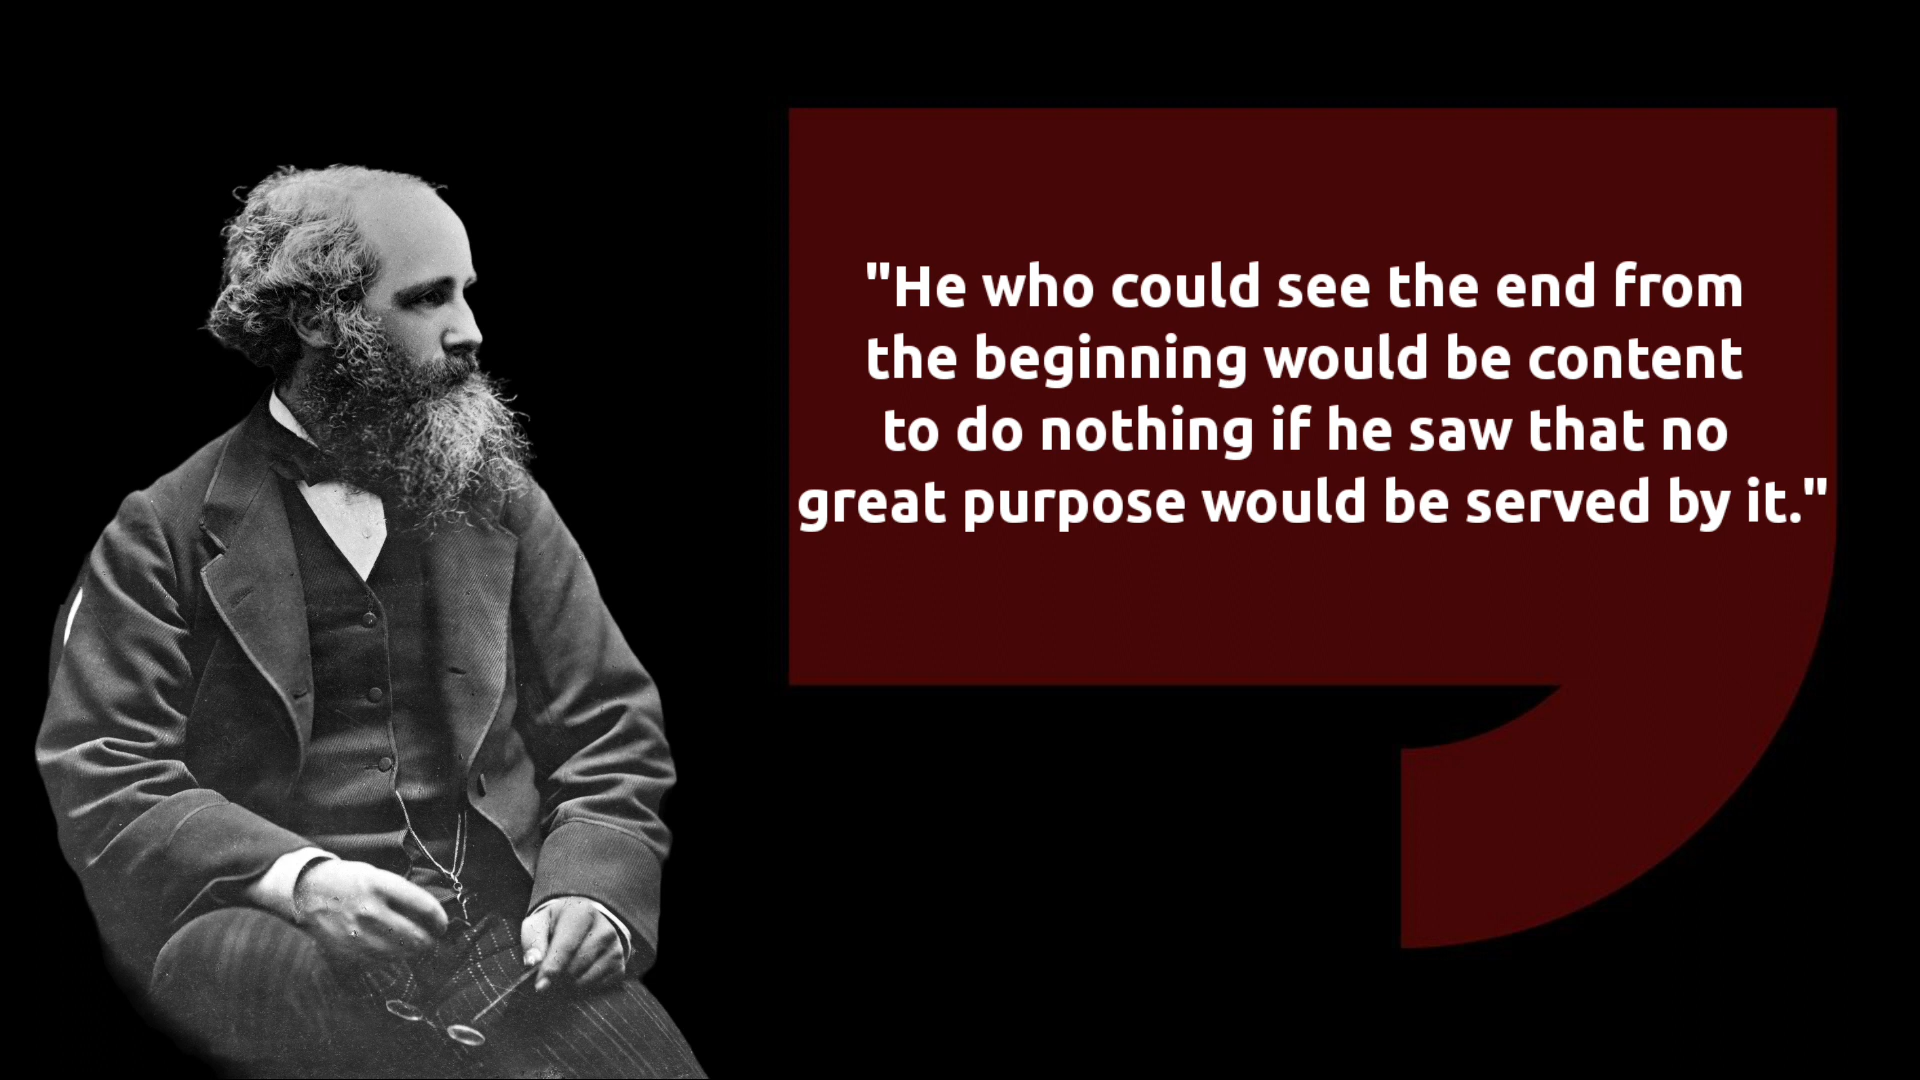 "He who could see the end from
the beginning would be content
to do nothing if he saw that no
great purpose would be served by it."